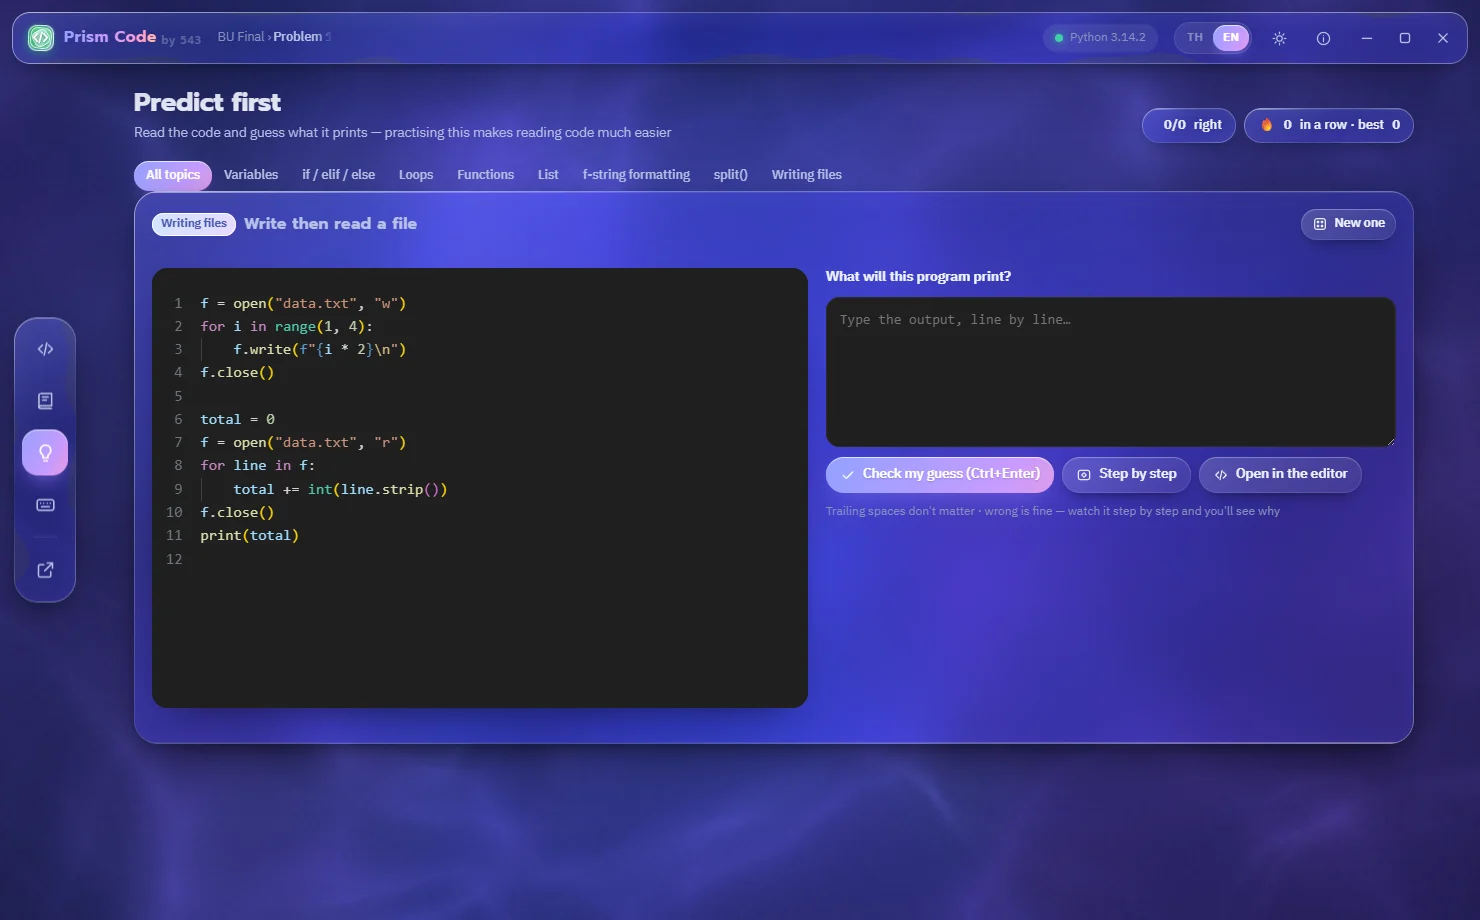 Prism Code by 543
BU Final › Problem
Python 3.14.2
TH
EN
Predict first
Read the code and guess what it prints — practising this makes reading code much easier
0/0 right
0 in a row · best 0
All topics
Variables
if / elif / else
Loops
Functions
List
f-string formatting
split()
Writing files
Writing files
Write then read a file
New one
1 f = open("data.txt", "w")
2 for i in range(1, 4):
3     f.write(f"{i * 2}\n")
4 f.close()
5
6 total = 0
7 f = open("data.txt", "r")
8 for line in f:
9     total += int(line.strip())
10 f.close()
11 print(total)
12
What will this program print?
Type the output, line by line…
Check my guess (Ctrl+Enter)
Step by step
Open in the editor
Trailing spaces don't matter · wrong is fine — watch it step by step and you'll see why